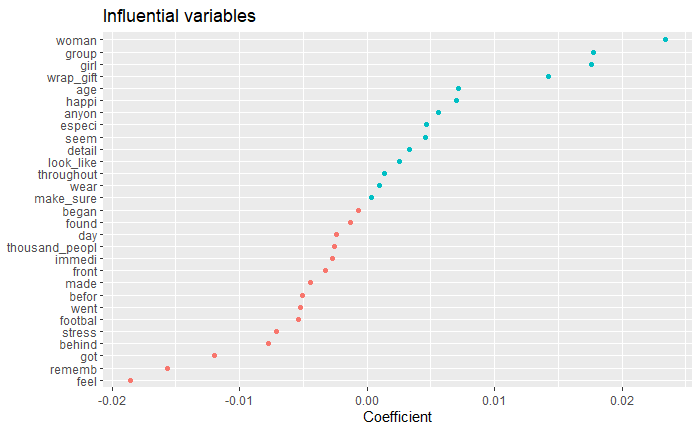 Influential variables
woman
group
girl
wrap_gift
age
happi
anyon
especi
seem
detail
look_like
throughout
wear
make_sure
began
found
day
thousand_peopl
immedi
front
made
befor
went
footbal
stress
behind
got
rememb
feel
-0.02 -0.01 0.00 0.01 0.02
Coefficient